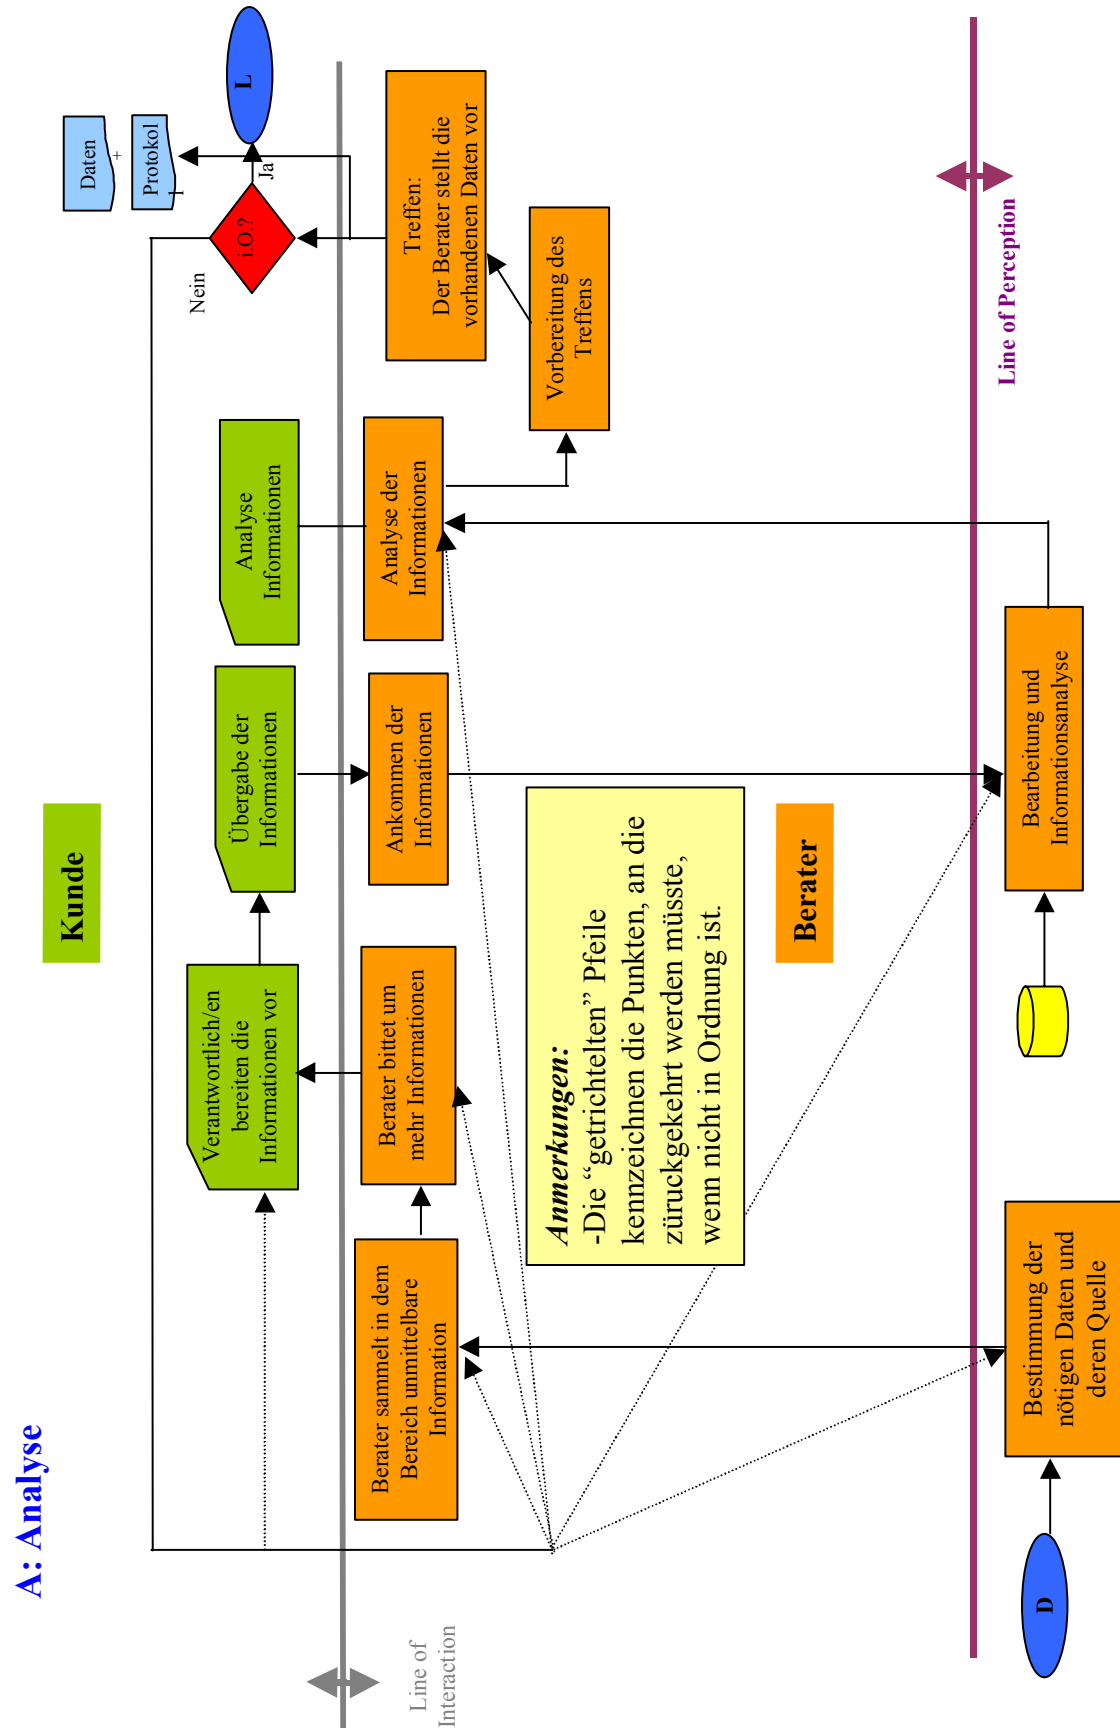 A: Analyse
Kunde
Daten
+
Protokol
l
Verantwortlich/en
bereiten die
Informationen vor
Übergabe der
Informationen
Analyse
Informationen
Nein
i.O.?
Ja
L
Line of
Interaction
Berater sammelt in dem
Bereich unmittelbare
Information
Berater bittet um
mehr Informationen
Ankommen der
Informationen
Analyse der
Informationen
Treffen:
Der Berater stellt die
vorhandenen Daten vor
Vorbereitung des
Treffens
Anmerkungen:
-Die “getrichtelten” Pfeile
kennzeichnen die Punkten, an die
züruckgekehrt werden müsste,
wenn nicht in Ordnung ist.
Berater
Line of Perception
D
Bestimmung der
nötigen Daten und
deren Quelle
Bearbeitung und
Informationsanalyse